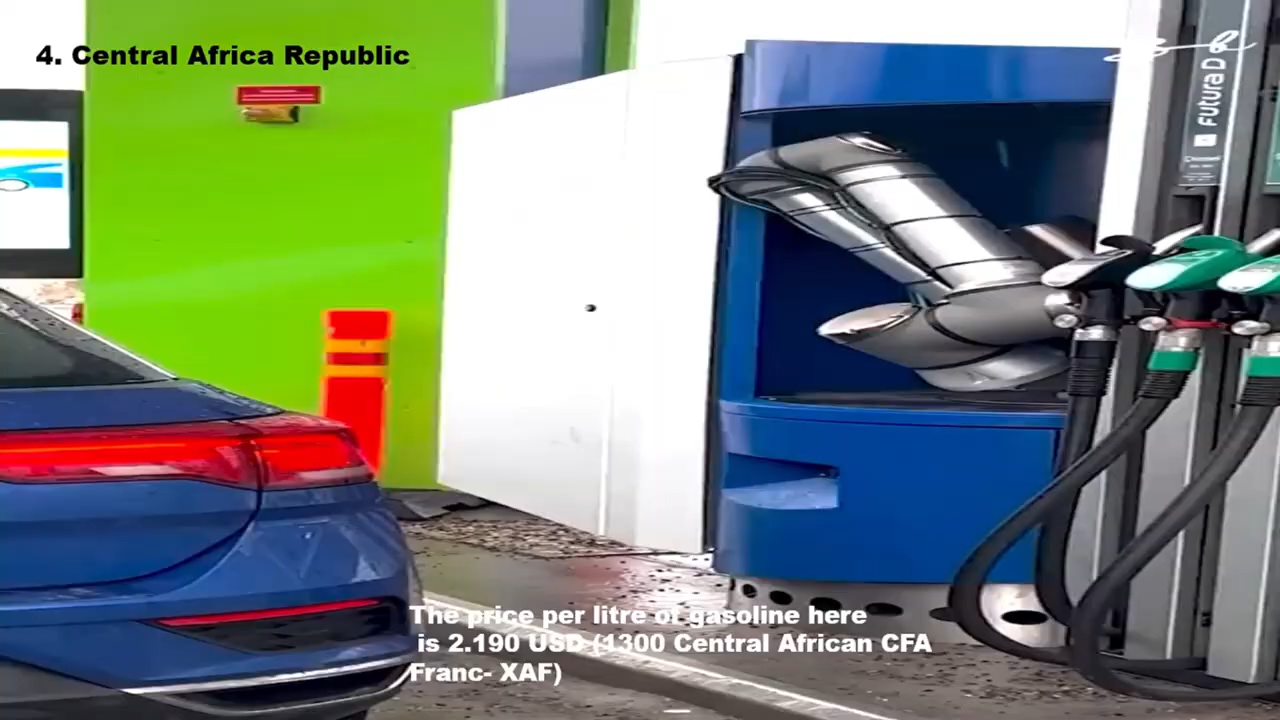 4. Central Africa Republic
FuturaD
The price per litre of gasoline here
is 2.190 USD (1300 Central African CFA
Franc- XAF)